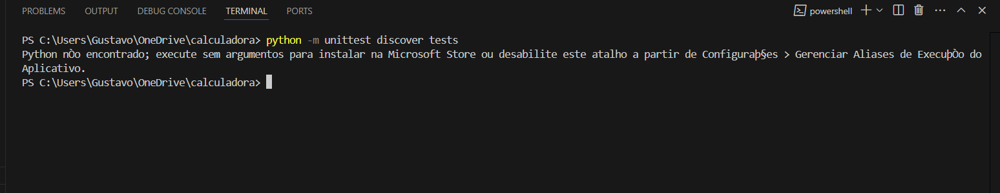 PROBLEMS OUTPUT DEBUG CONSOLE TERMINAL PORTS powershell
PS C:\Users\Gustavo\OneDrive\calculadora> python -m unittest discover tests
Python nÒo encontrado; execute sem argumentos para instalar na Microsoft Store ou desabilite este atalho a partir de Configuraþ§es > Gerenciar Aliases de ExecuþÒo do
Aplicativo.
PS C:\Users\Gustavo\OneDrive\calculadora>